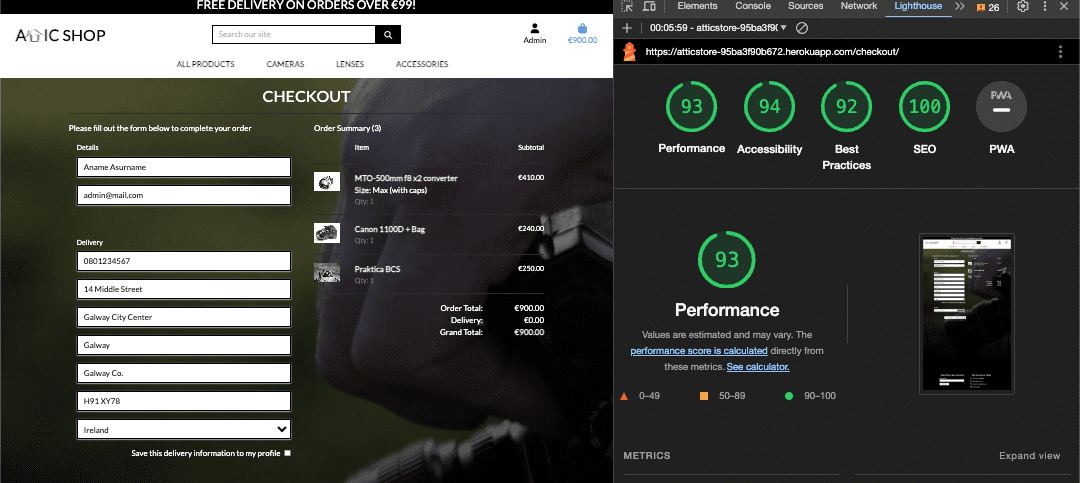 FREE DELIVERY ON ORDERS OVER €99!
ATTIC SHOP
Search our site
Admin
€900.00
ALL PRODUCTS CAMERAS LENSES ACCESSORIES
CHECKOUT
Please fill out the form below to complete your order
Details
Aname Asurname
admin@mail.com
Delivery
0801234567
14 Middle Street
Galway City Center
Galway
Galway Co.
H91 XY78
Ireland
Save this delivery information to my profile
Order Summary (3)
Item Subtotal
MTO-500mm f8 x2 converter €410.00
Size: Max (with caps)
Qty: 1
Canon 1100D + Bag €240.00
Qty: 1
Praktica BCS €250.00
Qty: 1
Order Total: €900.00
Delivery: €0.00
Grand Total: €900.00
Elements Console Sources Network Lighthouse 26
00:05:59 - atticstore-95ba3f90
https://atticstore-95ba3f90b672.herokuapp.com/checkout/
93 94 92 100 PWA
Performance Accessibility Best Practices SEO PWA
93
Performance
Values are estimated and may vary. The
performance score is calculated directly from
these metrics. See calculator.
0–49 50–89 90–100
METRICS Expand view